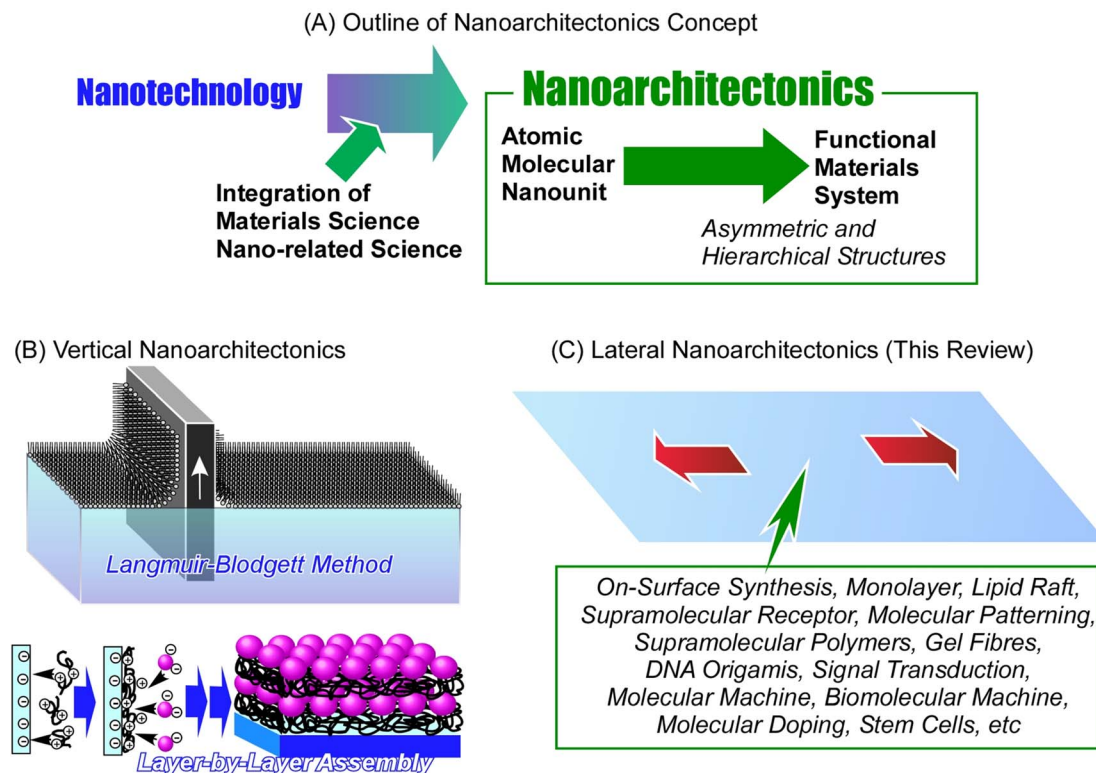 (A) Outline of Nanoarchitectonics Concept
Nanotechnology
Integration of
Materials Science
Nano-related Science
Nanoarchitectonics
Atomic
Molecular
Nanounit
Functional
Materials
System
Asymmetric and
Hierarchical Structures
(B) Vertical Nanoarchitectonics
Langmuir-Blodgett Method
Layer-by-Layer Assembly
(C) Lateral Nanoarchitectonics (This Review)
On-Surface Synthesis, Monolayer, Lipid Raft,
Supramolecular Receptor, Molecular Patterning,
Supramolecular Polymers, Gel Fibres,
DNA Origamis, Signal Transduction,
Molecular Machine, Biomolecular Machine,
Molecular Doping, Stem Cells, etc